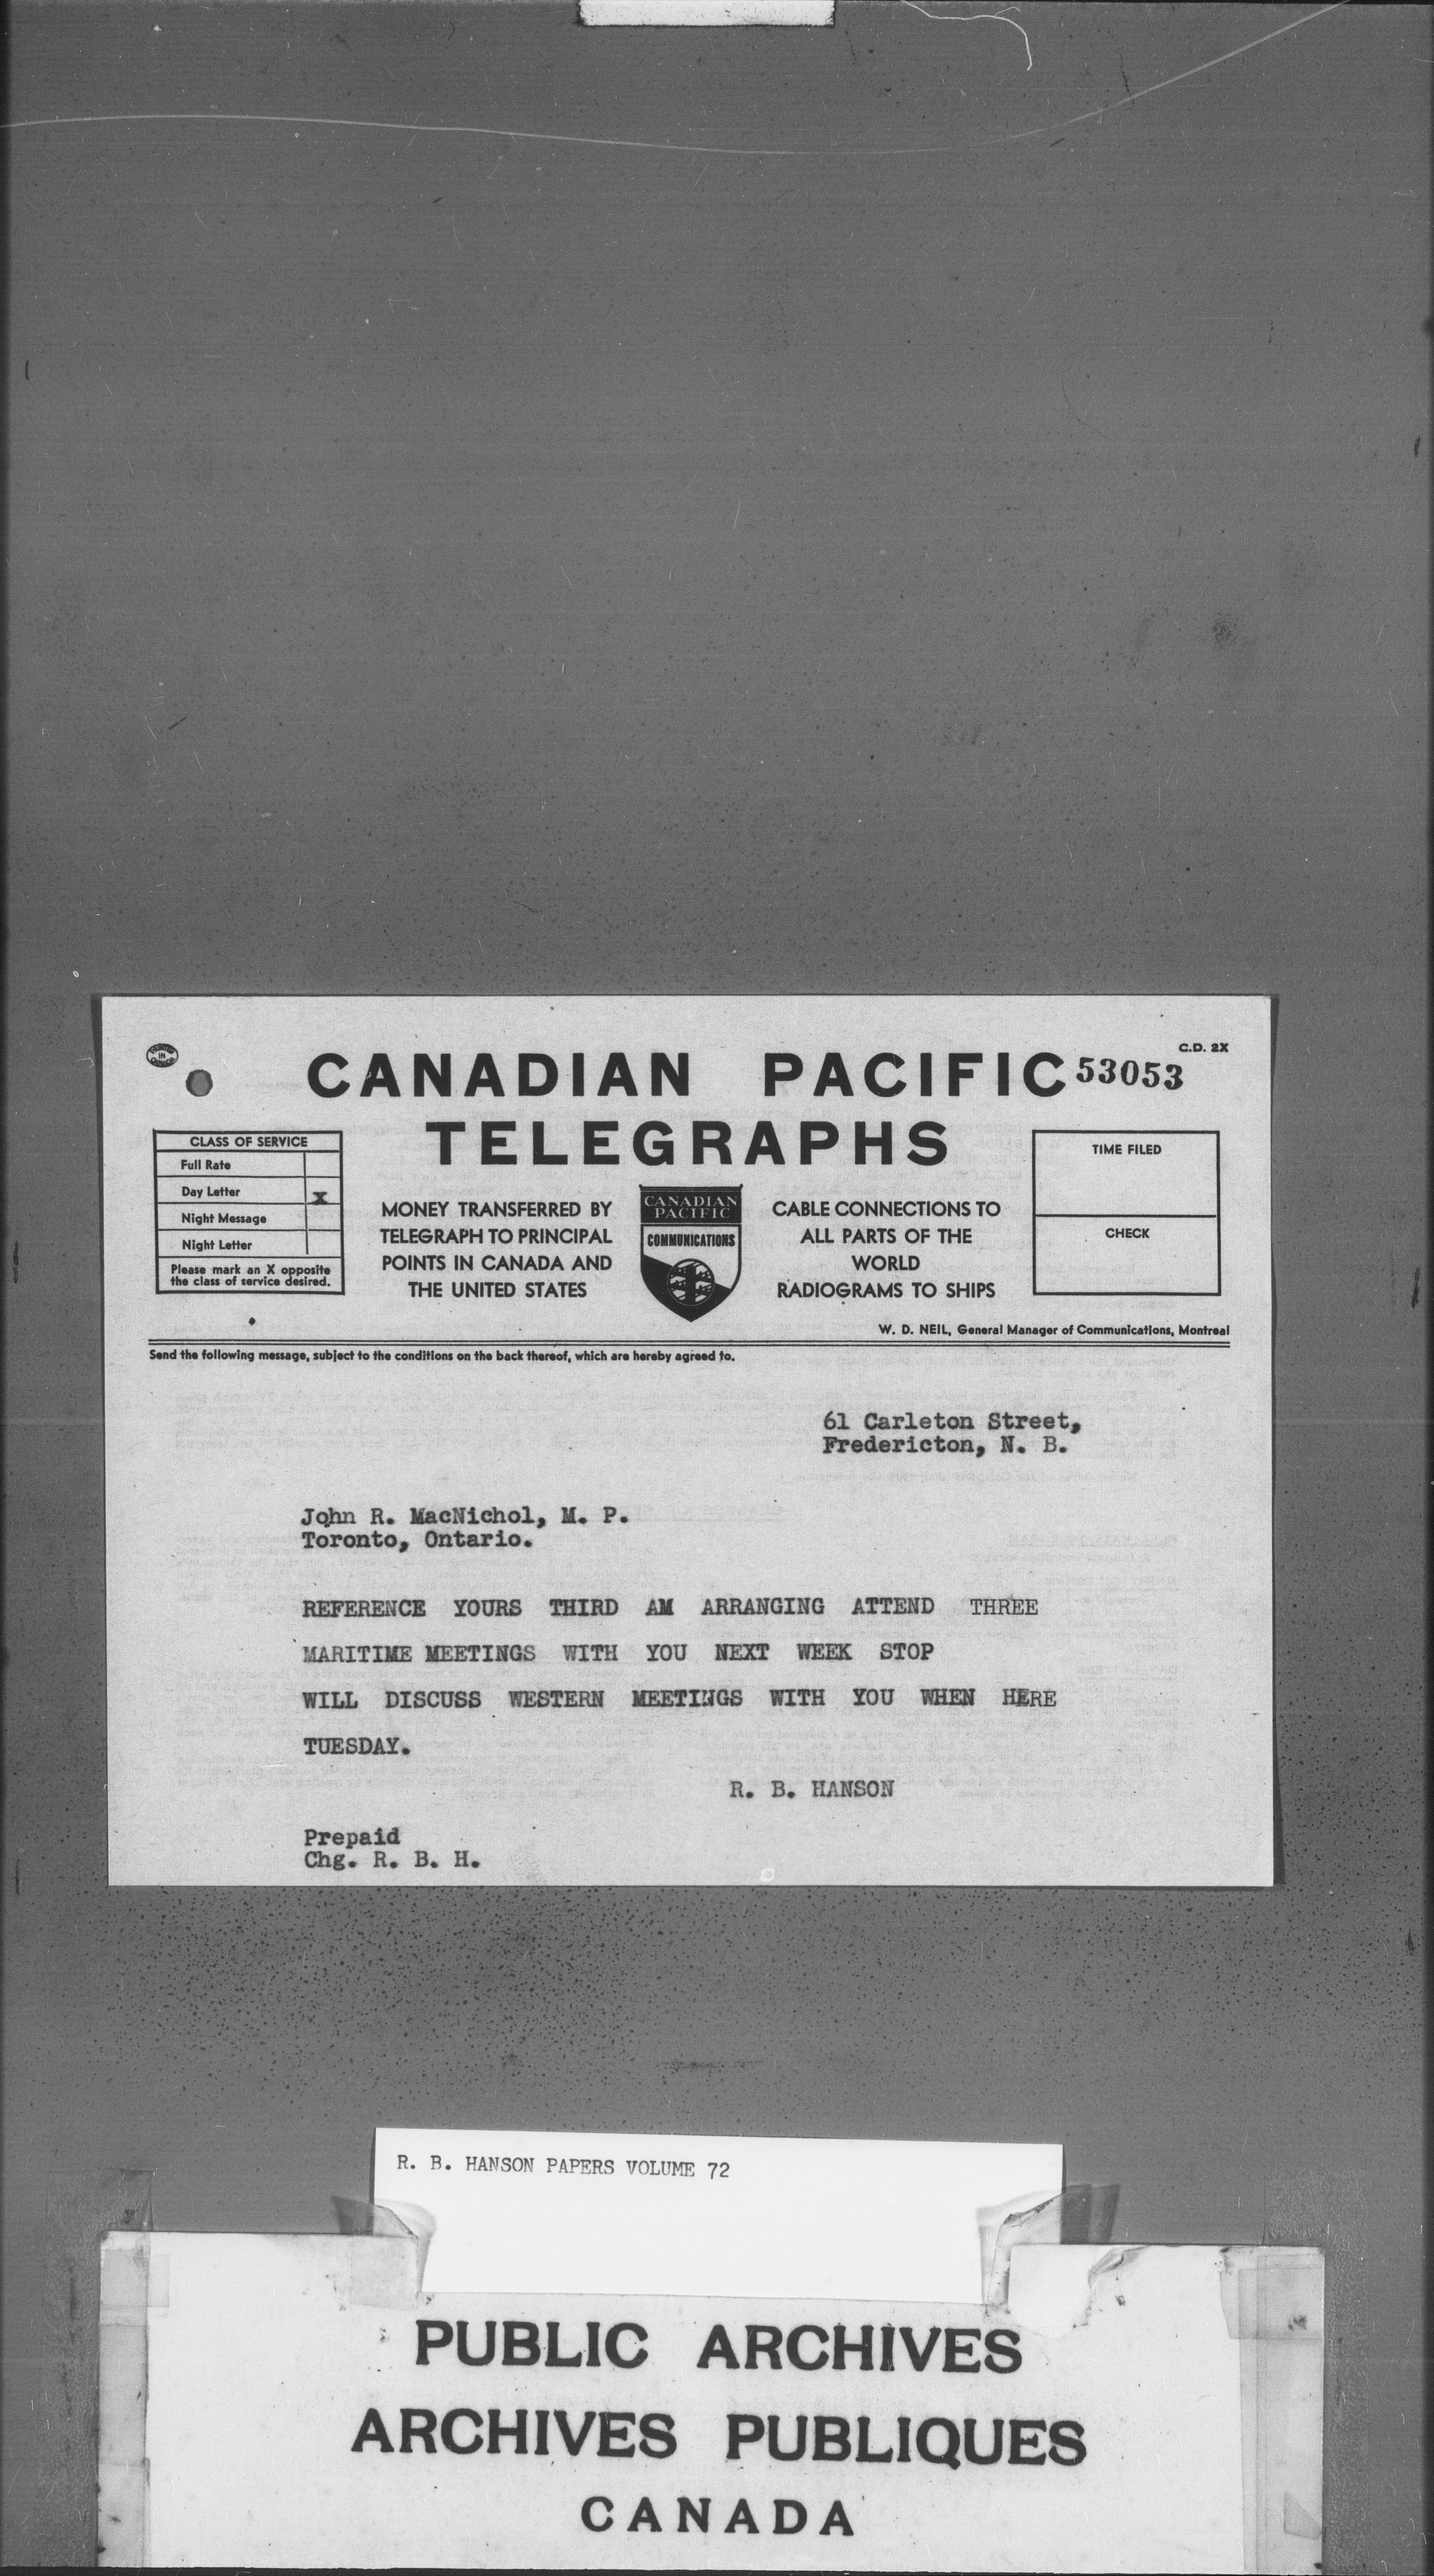 PRINTED
IN
CANADA
C.D. 2X
CANADIAN PACIFIC 53053
TELEGRAPHS
CLASS OF SERVICE
Full Rate
Day Letter X
Night Message
Night Letter
Please mark an X opposite
the class of service desired.
MONEY TRANSFERRED BY
TELEGRAPH TO PRINCIPAL
POINTS IN CANADA AND
THE UNITED STATES
CANADIAN
PACIFIC
COMMUNICATIONS
CABLE CONNECTIONS TO
ALL PARTS OF THE
WORLD
RADIOGRAMS TO SHIPS
TIME FILED
CHECK
W. D. NEIL, General Manager of Communications, Montreal
Send the following message, subject to the conditions on the back thereof, which are hereby agreed to.
61 Carleton Street,
Fredericton, N. B.
John R. MacNichol, M. P.
Toronto, Ontario.
REFERENCE YOURS THIRD AM ARRANGING ATTEND THREE
MARITIME MEETINGS WITH YOU NEXT WEEK STOP
WILL DISCUSS WESTERN MEETINGS WITH YOU WHEN HERE
TUESDAY.
R. B. HANSON
Prepaid
Chg. R. B. H.
R. B. HANSON PAPERS VOLUME 72
PUBLIC ARCHIVES
ARCHIVES PUBLIQUES
CANADA